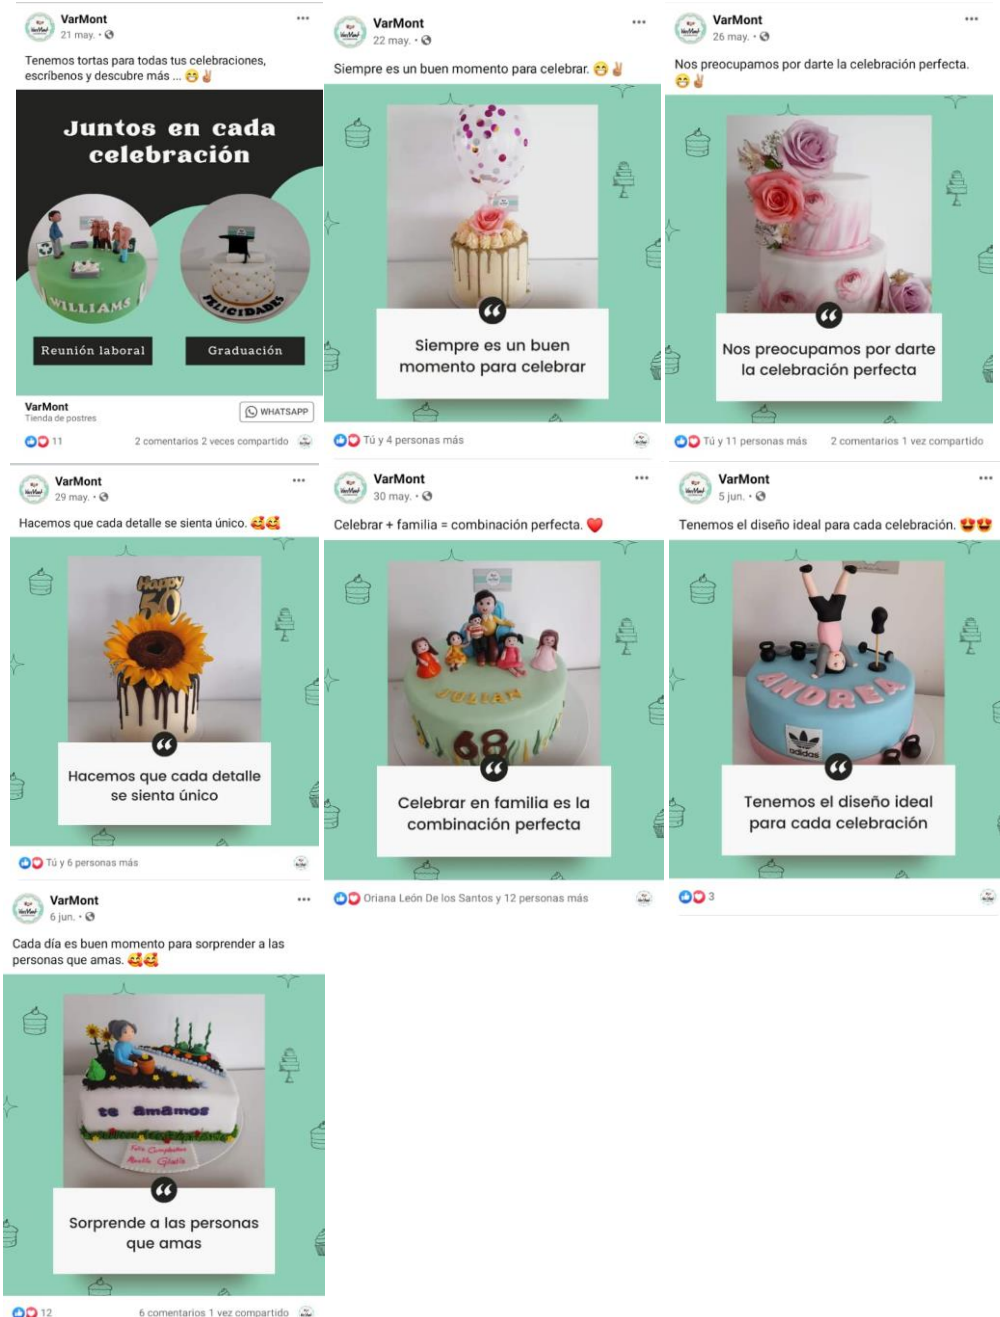 VarMont
21 may.
Tenemos tortas para todas tus celebraciones,
escríbenos y descubre más ... 😁✌🏼
Juntos en cada
celebración
WILLIAMS
FELICIDADES
Reunión laboral
Graduación
VarMont
Tienda de postres
WHATSAPP
11
2 comentarios 2 veces compartido
VarMont
22 may.
Siempre es un buen momento para celebrar. 😁✌🏼
Siempre es un buen
momento para celebrar
Tú y 4 personas más
VarMont
26 may.
Nos preocupamos por darte la celebración perfecta.
😁✌🏼
Nos preocupamos por darte
la celebración perfecta
Tú y 11 personas más
2 comentarios 1 vez compartido
VarMont
29 may.
Hacemos que cada detalle se sienta único. 🥰🥰
Happy
50
Hacemos que cada detalle
se sienta único
Tú y 6 personas más
VarMont
30 may.
Celebrar + familia = combinación perfecta. ❤️
JULIAN
68
Celebrar en familia es la
combinación perfecta
Oriana León De los Santos y 12 personas más
VarMont
5 jun.
Tenemos el diseño ideal para cada celebración. 😍😍
ANDREA
adidas
Tenemos el diseño ideal
para cada celebración
3
VarMont
6 jun.
Cada día es buen momento para sorprender a las
personas que amas. 🥰🥰
te amamos
Sorprende a las personas
que amas
12
6 comentarios 1 vez compartido